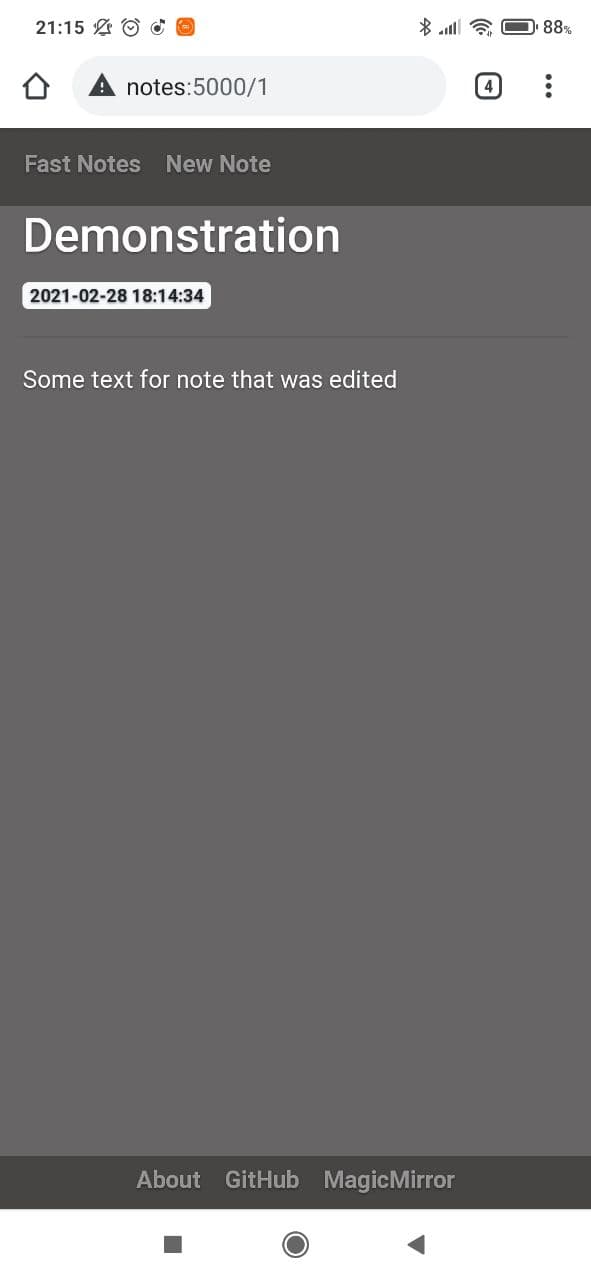 21:15 88%
notes:5000/1 4
Fast Notes New Note
Demonstration
2021-02-28 18:14:34
Some text for note that was edited
About GitHub MagicMirror